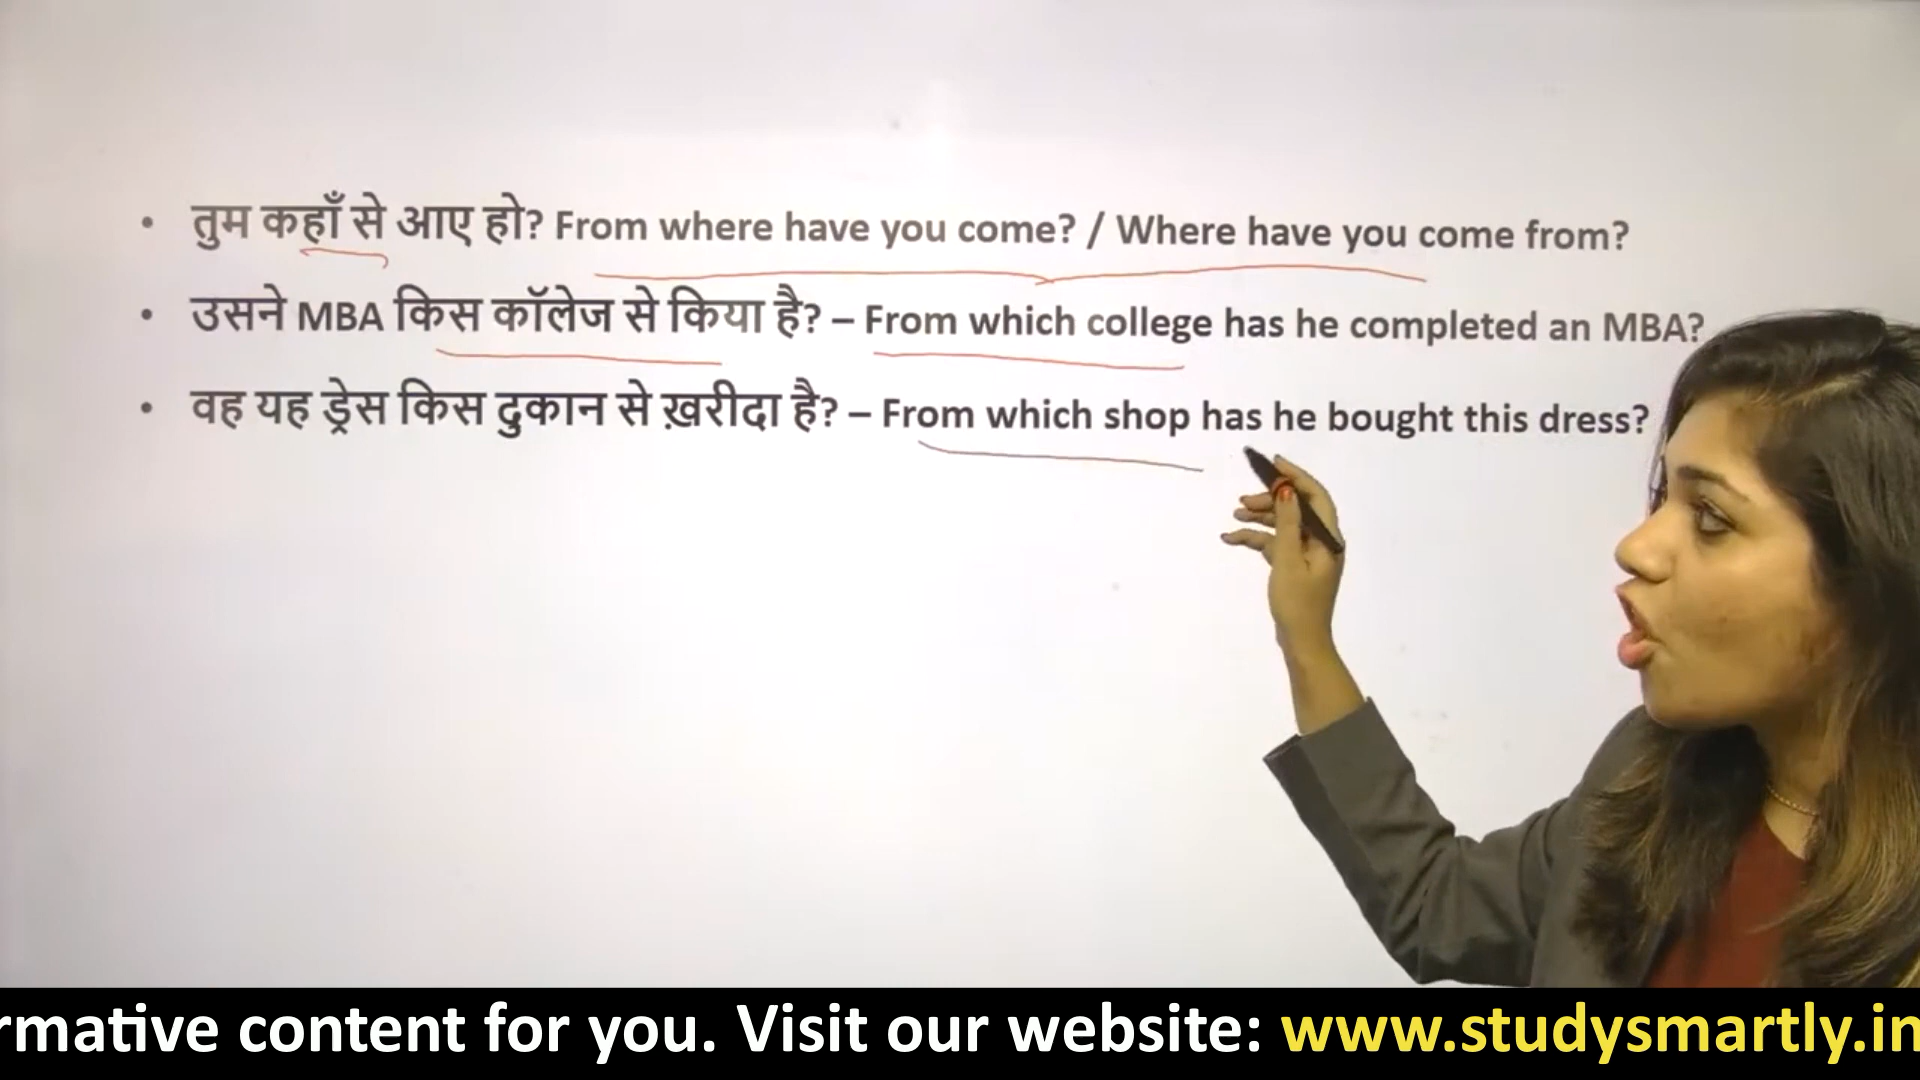 • तुम कहाँ से आए हो? From where have you come? / Where have you come from?
• उसने MBA किस कॉलेज से किया है? – From which college has he completed an MBA?
• वह यह ड्रेस किस दुकान से ख़रीदा है? – From which shop has he bought this dress?
rmative content for you. Visit our website: www.studysmartly.in